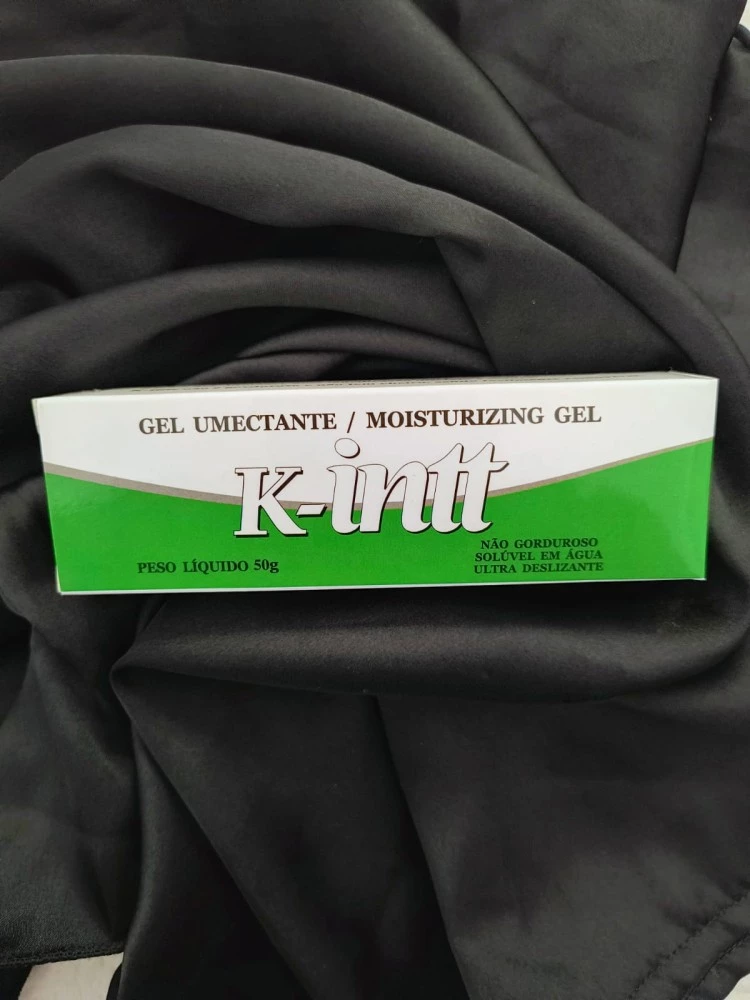 GEL UMECTANTE / MOISTURIZING GEL
K-intt
PESO LÍQUIDO 50g
NÃO GORDUROSO
SOLÚVEL EM ÁGUA
ULTRA DESLIZANTE